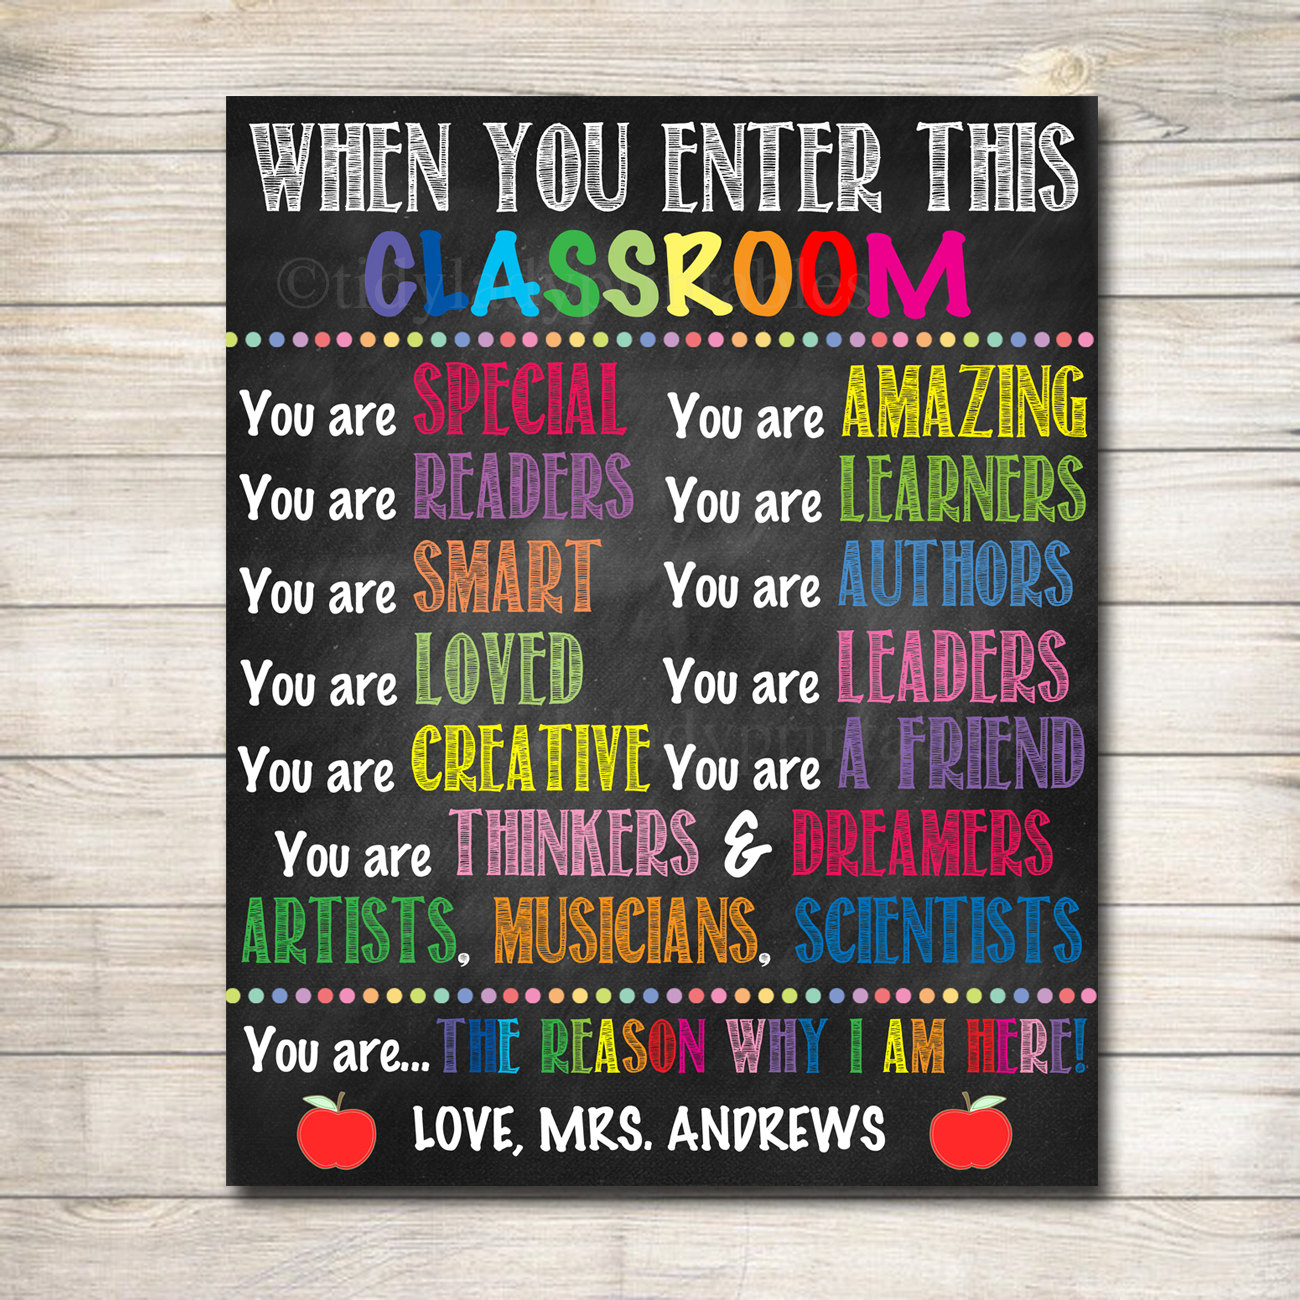 WHEN YOU ENTER THIS
CLASSROOM
©tidyladyprintables
You are SPECIAL
You are AMAZING
You are READERS
You are LEARNERS
You are SMART
You are AUTHORS
You are LOVED
You are LEADERS
You are CREATIVE
You are A FRIEND
You are THINKERS & DREAMERS
ARTISTS, MUSICIANS, SCIENTISTS
You are... THE REASON WHY I AM HERE!
LOVE, MRS. ANDREWS